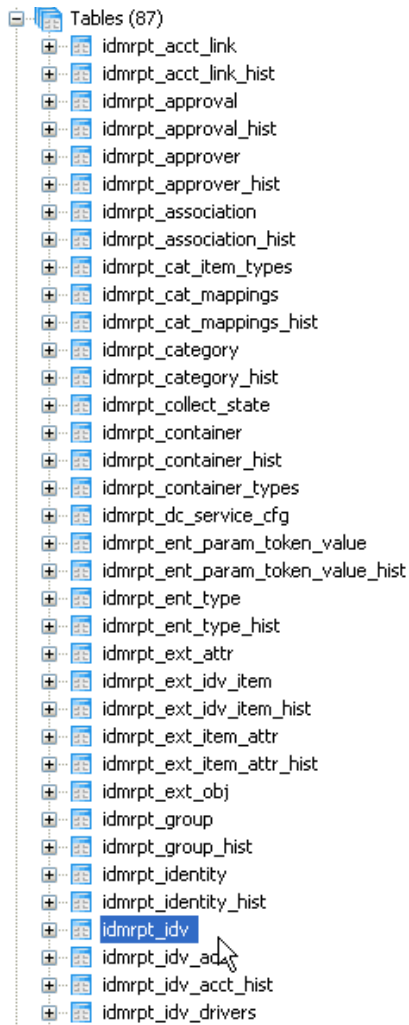 Tables (87)
idmrpt_acct_link
idmrpt_acct_link_hist
idmrpt_approval
idmrpt_approval_hist
idmrpt_approver
idmrpt_approver_hist
idmrpt_association
idmrpt_association_hist
idmrpt_cat_item_types
idmrpt_cat_mappings
idmrpt_cat_mappings_hist
idmrpt_category
idmrpt_category_hist
idmrpt_collect_state
idmrpt_container
idmrpt_container_hist
idmrpt_container_types
idmrpt_dc_service_cfg
idmrpt_ent_param_token_value
idmrpt_ent_param_token_value_hist
idmrpt_ent_type
idmrpt_ent_type_hist
idmrpt_ext_attr
idmrpt_ext_idv_item
idmrpt_ext_idv_item_hist
idmrpt_ext_item_attr
idmrpt_ext_item_attr_hist
idmrpt_ext_obj
idmrpt_group
idmrpt_group_hist
idmrpt_identity
idmrpt_identity_hist
idmrpt_idv
idmrpt_idv_acct_hist
idmrpt_idv_drivers